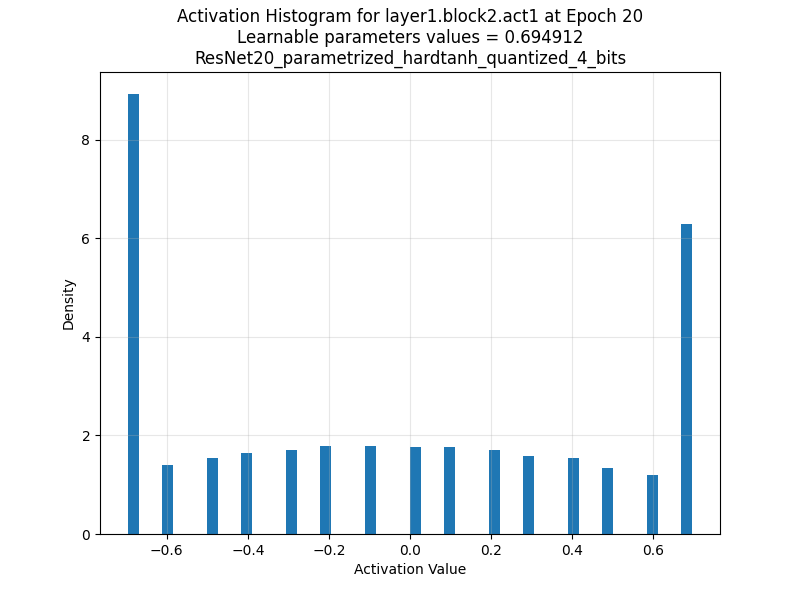 Activation Histogram for layer1.block2.act1 at Epoch 20
Learnable parameters values = 0.694912
ResNet20_parametrized_hardtanh_quantized_4_bits
Density
8
6
4
2
0
−0.6 −0.4 −0.2 0.0 0.2 0.4 0.6
Activation Value